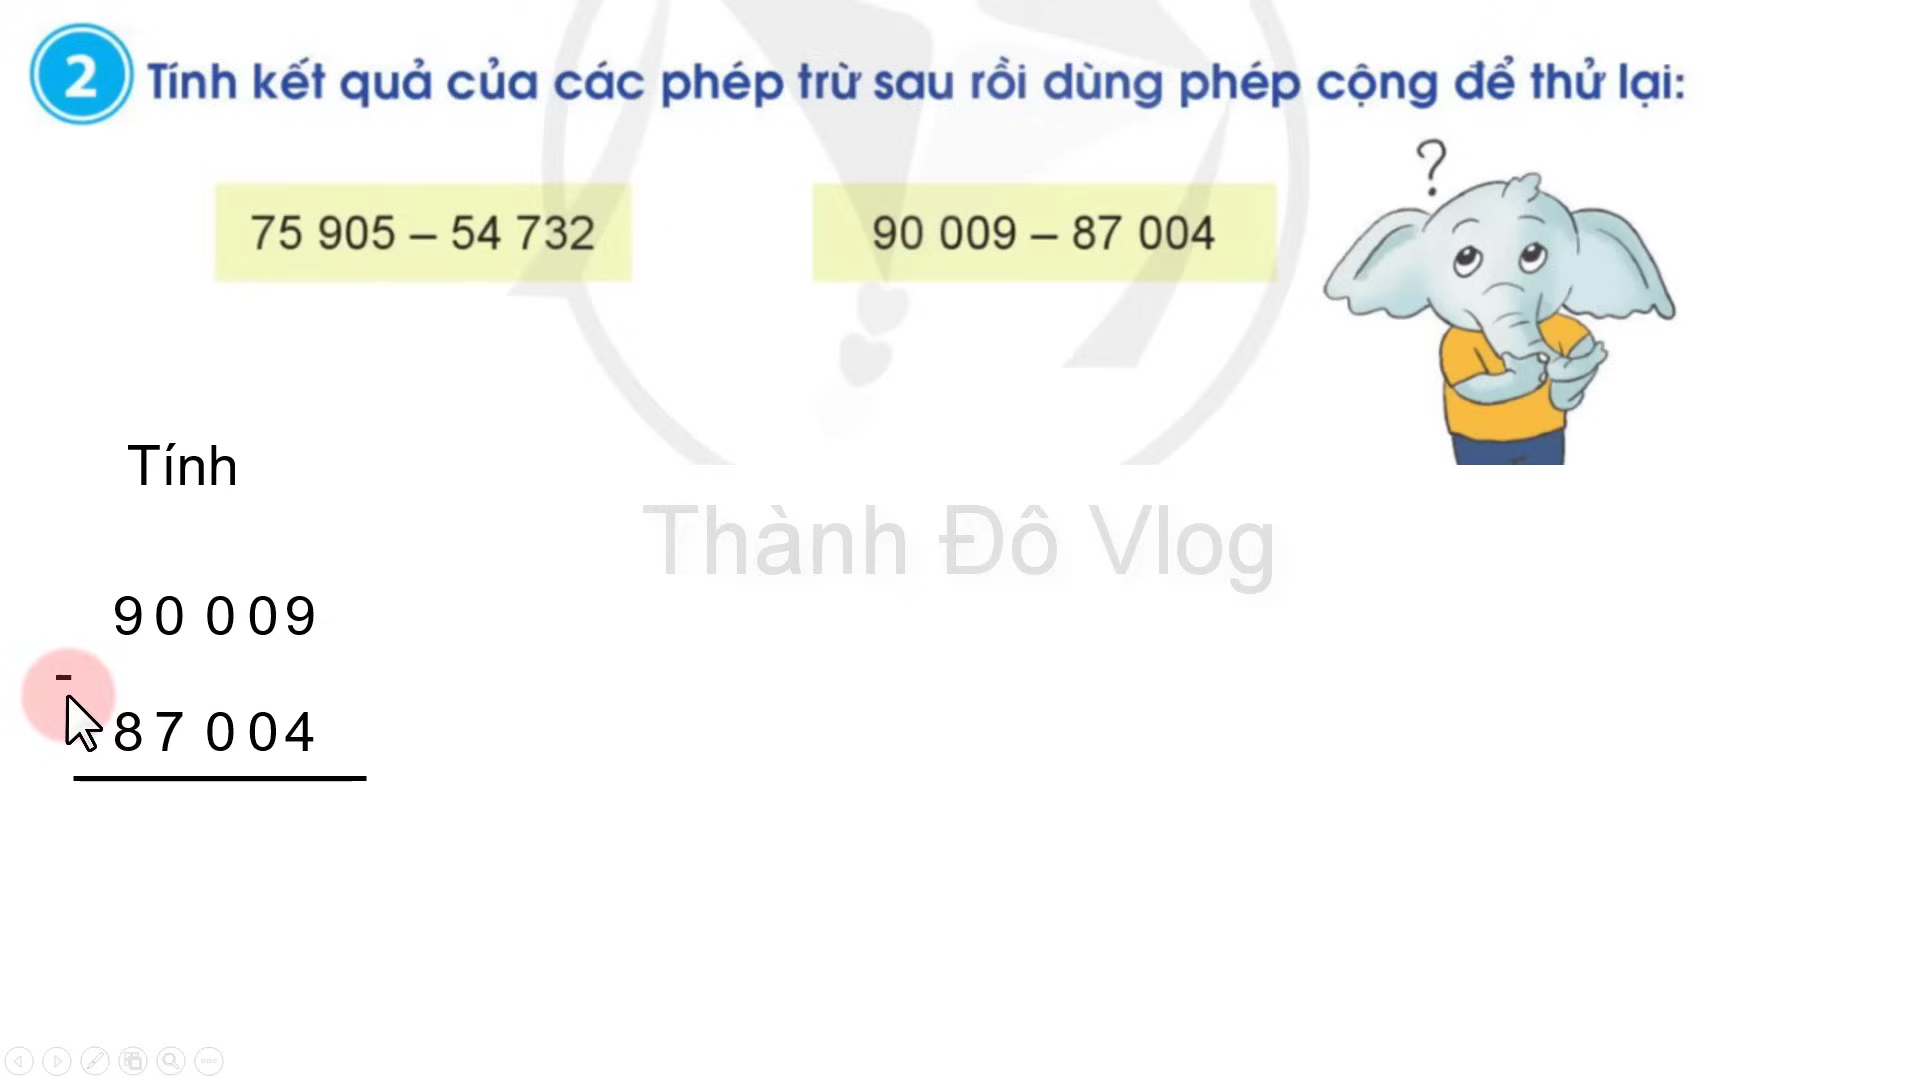 2 Tính kết quả của các phép trừ sau rồi dùng phép cộng để thử lại:
75 905 – 54 732
90 009 – 87 004
?
Tính
Thành Đô Vlog
90 009
-
87 004